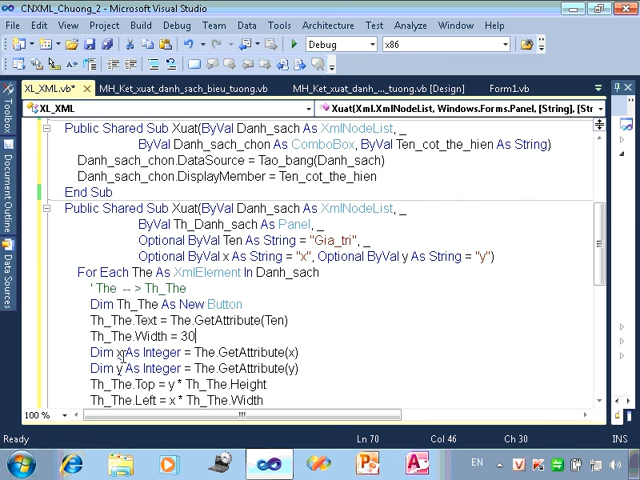 CNXML_Chuong_2 - Microsoft Visual Studio
File Edit View Project Build Debug Team Data Tools Architecture Test Analyze Window Help
Debug x86
XL_XML.vb* MH_Ket_xuat_danh_sach_bieu_tuong.vb MH_Ket_xuat_danh_..._tuong.vb [Design] Form1.vb
XL_XML Xuat(Xml.XmlNodeList, Windows.Forms.Panel, [String], [Str
Toolbox
Document Outline
Data Sources
Public Shared Sub Xuat(ByVal Danh_sach As XmlNodeList, _
ByVal Danh_sach_chon As ComboBox, ByVal Ten_cot_the_hien As String)
Danh_sach_chon.DataSource = Tao_bang(Danh_sach)
Danh_sach_chon.DisplayMember = Ten_cot_the_hien
End Sub
Public Shared Sub Xuat(ByVal Danh_sach As XmlNodeList, _
ByVal Th_Danh_sach As Panel, _
Optional ByVal Ten As String = "Gia_tri", _
Optional ByVal x As String = "x", Optional ByVal y As String = "y")
For Each The As XmlElement In Danh_sach
' The -- > Th_The
Dim Th_The As New Button
Th_The.Text = The.GetAttribute(Ten)
Th_The.Width = 30
Dim x As Integer = The.GetAttribute(x)
Dim y As Integer = The.GetAttribute(y)
Th_The.Top = y * Th_The.Height
Th_The.Left = x * Th_The.Width
100 %
Ready Ln 70 Col 46 Ch 30 INS
EN